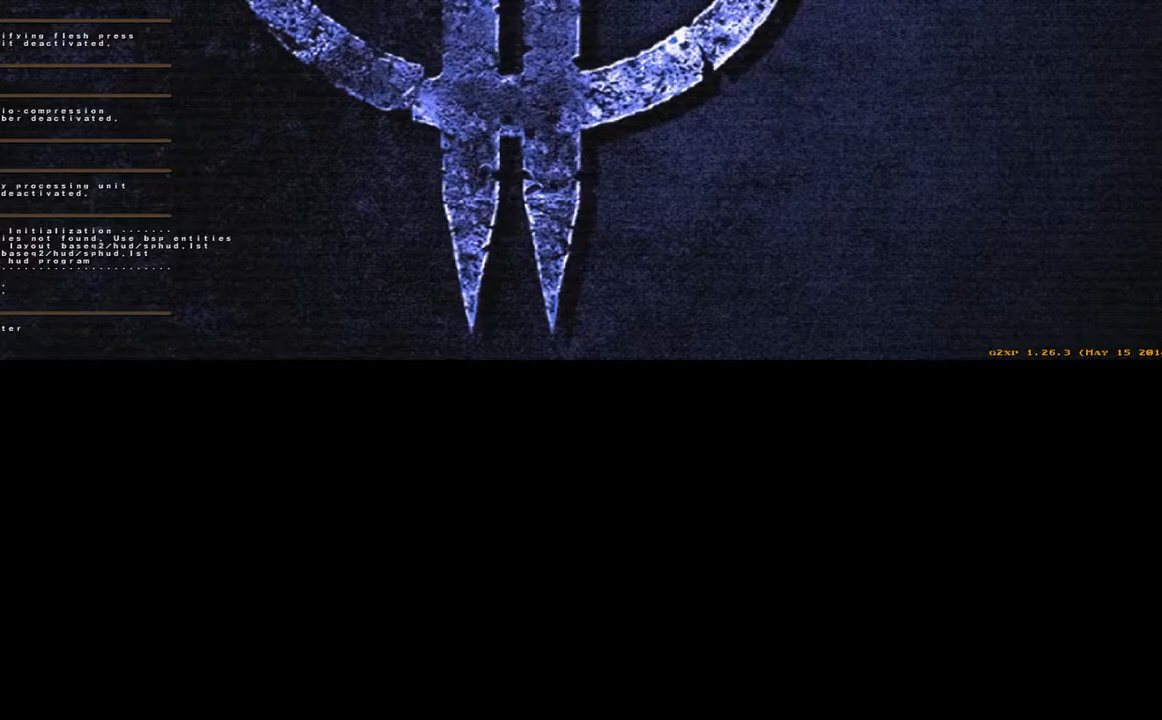 ifying flesh press
it deactivated.
io-compression
ber deactivated.
y processing unit
deactivated.
Initialization -------
ies not found. Use bsp entities
layout baseq2/hud/sphud.lst
baseq2/hud/sphud.lst
hud program
-----------------------
.
.
ter
q2xp 1.26.3 (May 15 201